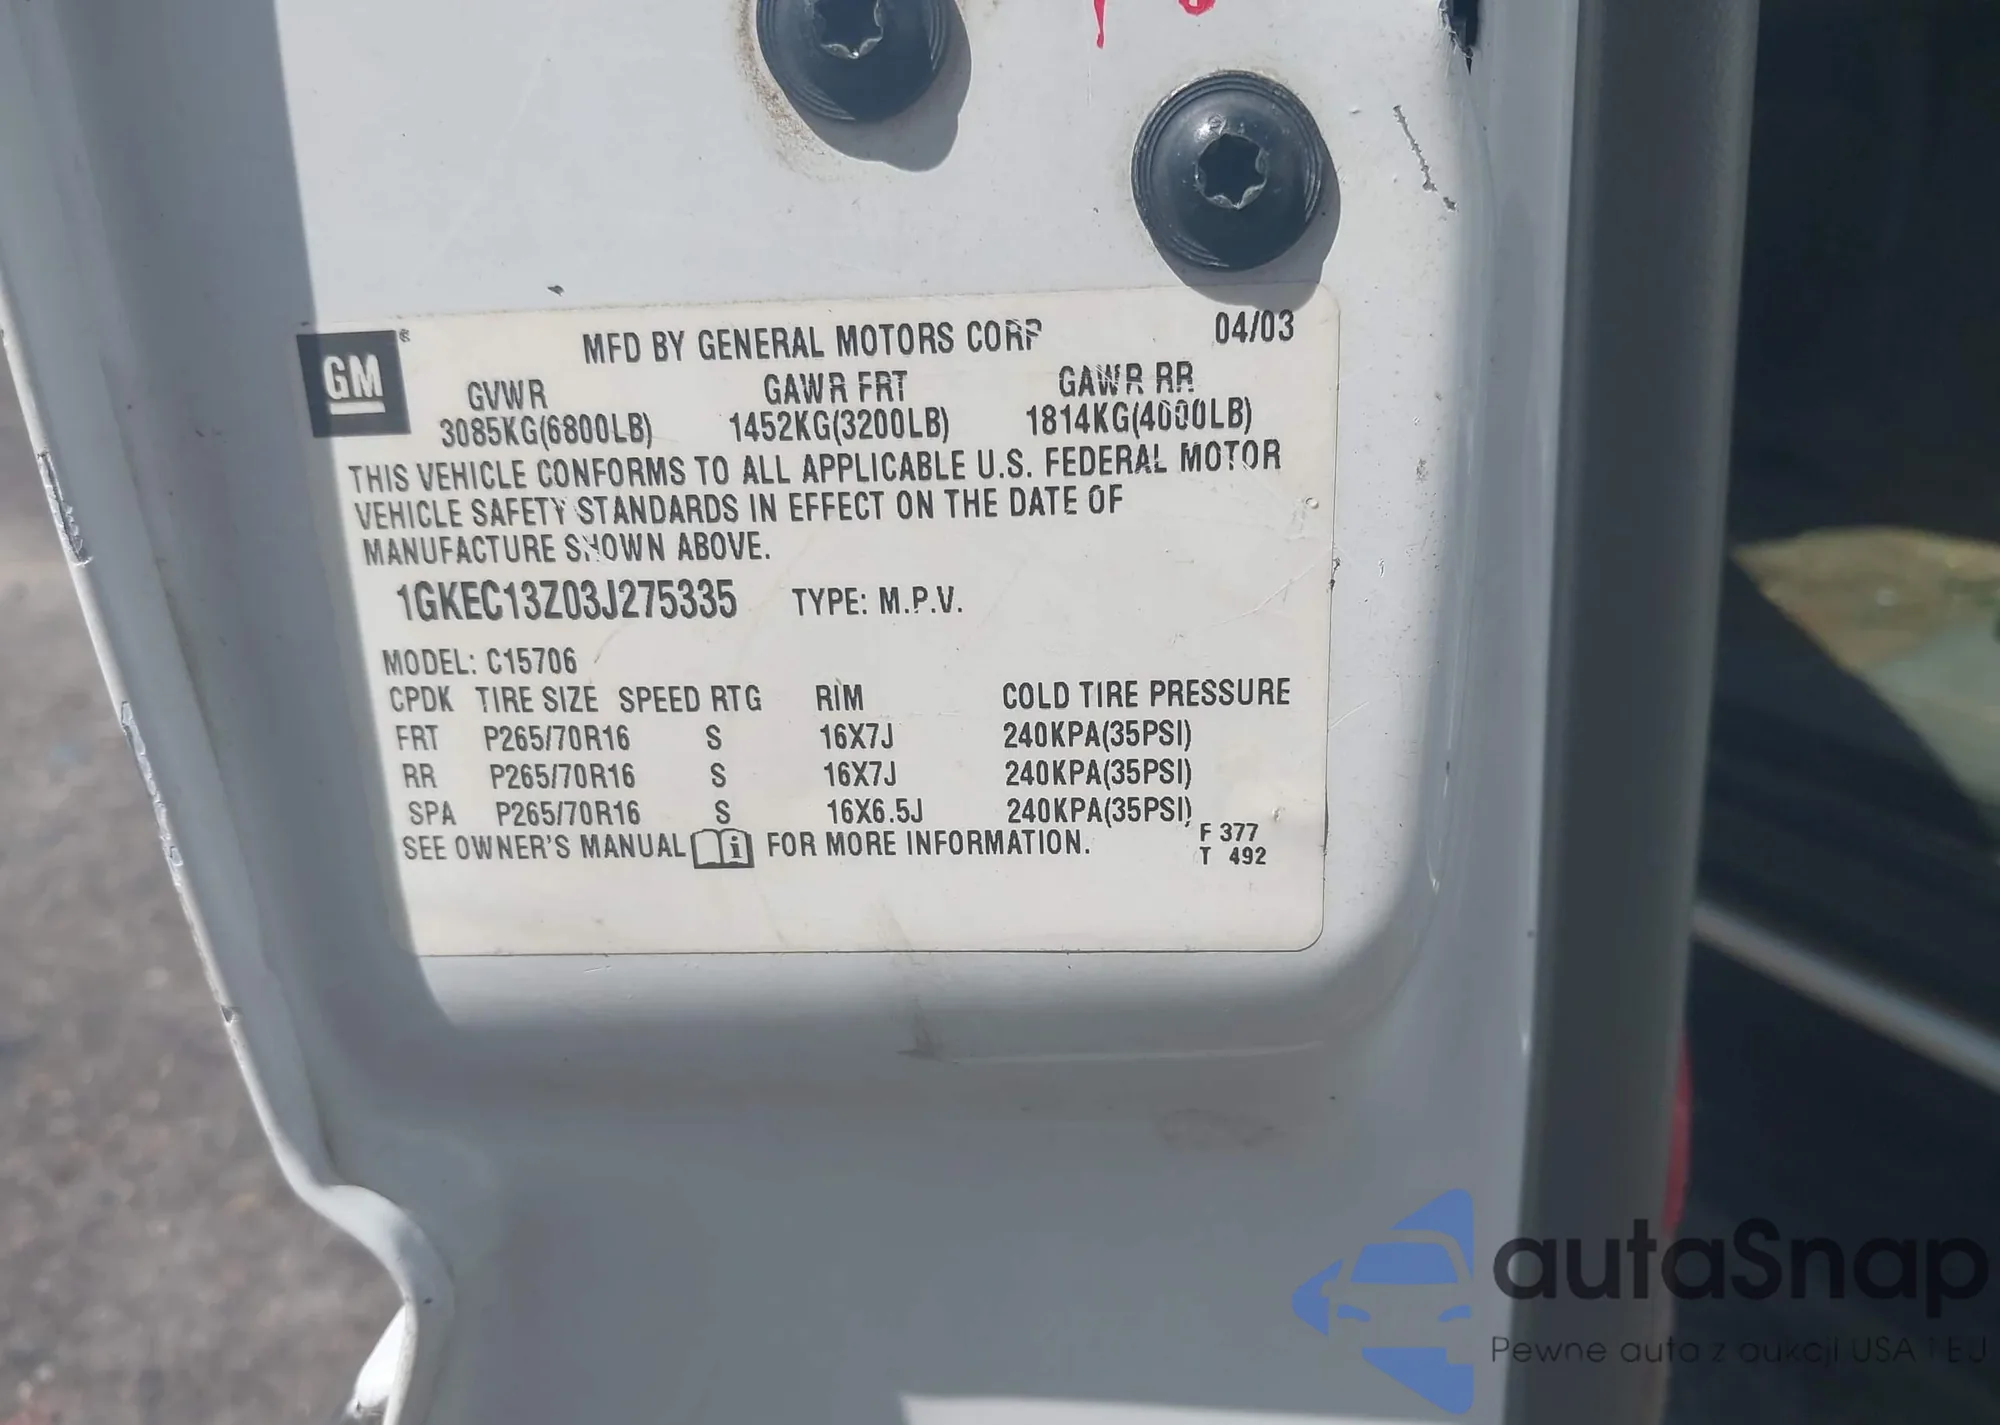 GM® MFD BY GENERAL MOTORS CORP 04/03
GVWR GAWR FRT GAWR RR
3085KG(6800LB) 1452KG(3200LB) 1814KG(4000LB)
THIS VEHICLE CONFORMS TO ALL APPLICABLE U.S. FEDERAL MOTOR
VEHICLE SAFETY STANDARDS IN EFFECT ON THE DATE OF
MANUFACTURE SHOWN ABOVE.
1GKEC13Z03J275335 TYPE: M.P.V.
MODEL: C15706
CPDK TIRE SIZE SPEED RTG RIM COLD TIRE PRESSURE
FRT P265/70R16 S 16X7J 240KPA(35PSI)
RR P265/70R16 S 16X7J 240KPA(35PSI)
SPA P265/70R16 S 16X6.5J 240KPA(35PSI)
SEE OWNER'S MANUAL i FOR MORE INFORMATION.
F 377
T 492
autaSnap
Pewne auta z aukcji USA i EU